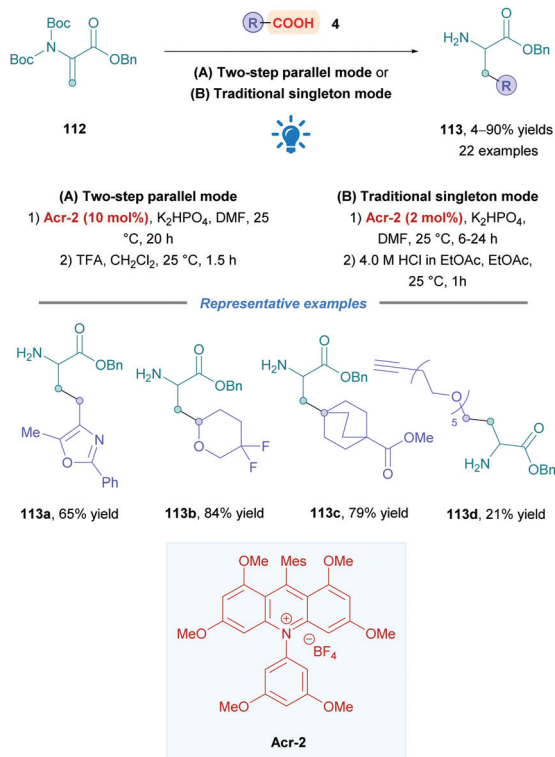 R COOH 4
NBoc2
Boc
Boc
N
O
OBn
(A) Two-step parallel mode or
(B) Traditional singleton mode
H2N
O
OBn
R
112
113, 4–90% yields
22 examples
(A) Two-step parallel mode
1) Acr-2 (10 mol%), K2HPO4, DMF, 25
°C, 20 h
2) TFA, CH2Cl2, 25 °C, 1.5 h
(B) Traditional singleton mode
1) Acr-2 (2 mol%), K2HPO4,
DMF, 25 °C, 6-24 h
2) 4.0 M HCl in EtOAc, EtOAc,
25 °C, 1h
Representative examples
O
H2N
OBn
Me
N
O
Ph
O
H2N
OBn
O
F
F
O
H2N
OBn
OMe
O
O
5
O
H2N
OBn
113a, 65% yield
113b, 84% yield
113c, 79% yield
113d, 21% yield
OMe Mes OMe
MeO N+ OMe
⊖BF4
MeO OMe
Acr-2